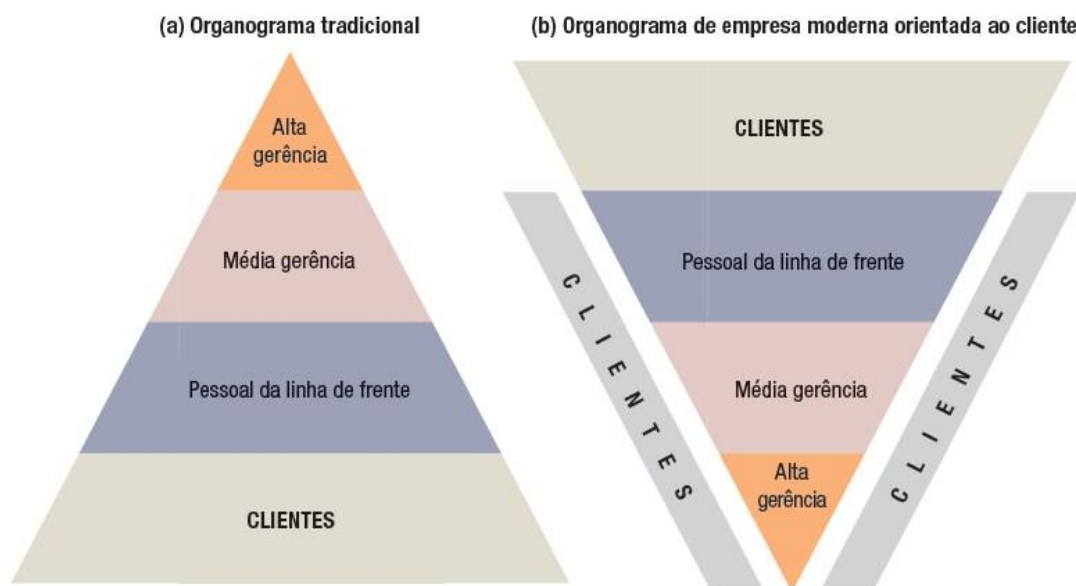 (a) Organograma tradicional
Alta
gerência
Média gerência
Pessoal da linha de frente
CLIENTES
(b) Organograma de empresa moderna orientada ao cliente
CLIENTES
Pessoal da linha de frente
Média gerência
Alta
gerência
CLIENTES
CLIENTES